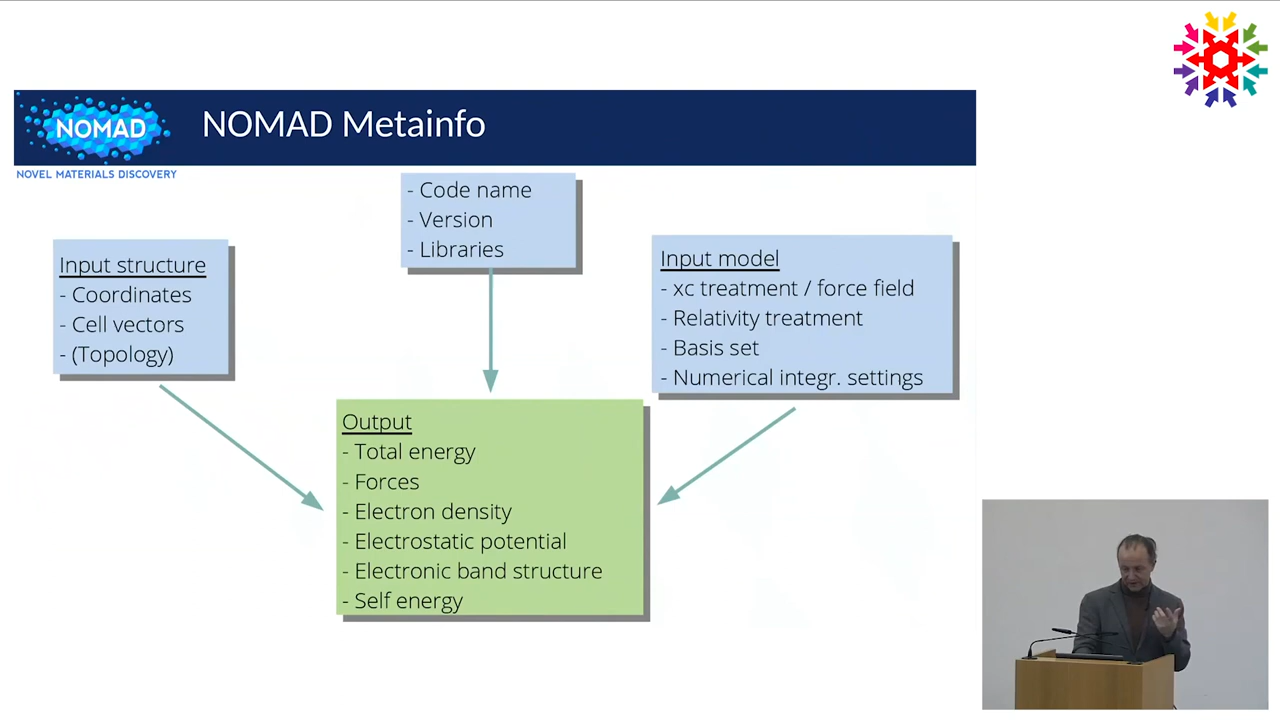 NOMAD
NOVEL MATERIALS DISCOVERY
NOMAD Metainfo
- Code name
- Version
- Libraries
Input structure
- Coordinates
- Cell vectors
- (Topology)
Input model
- xc treatment / force field
- Relativity treatment
- Basis set
- Numerical integr. settings
Output
- Total energy
- Forces
- Electron density
- Electrostatic potential
- Electronic band structure
- Self energy